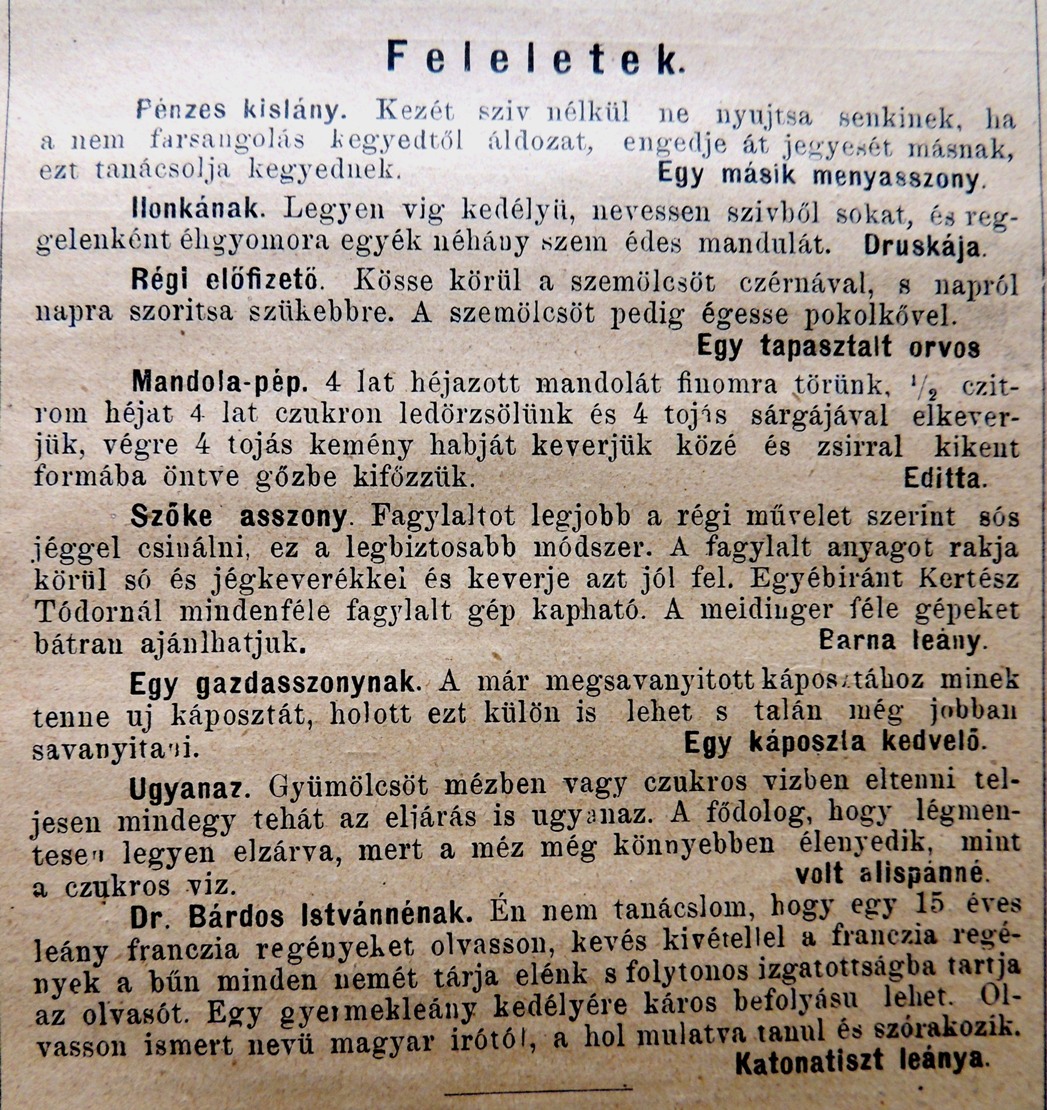 Feleletek.
Pénzes kislány. Kezét sziv nélkül ne nyujtsa senkinek, ha
a nem farsangolás kegyedtől áldozat, engedje át jegyesét másnak,
ezt tanácsolja kegyednek. Egy másik menyasszony.
Ilonkának. Legyen vig kedélyü, nevessen szivből sokat, és reg-
gelenként éhgyomora egyék néhány szem édes mandulát. Druskája.
Régi előfizető. Kösse körül a szemölcsöt czérnával, s napról
napra szoritsa szükebbre. A szemölcsöt pedig égesse pokolkővel.
Egy tapasztalt orvos
Mandola-pép. 4 lat héjazott mandolát finomra törünk, 1/2 czit-
rom héjat 4 lat czukron ledörzsölünk és 4 tojás sárgájával elkever-
jük, végre 4 tojás kemény habját keverjük közé és zsirral kikent
formába öntve gőzbe kifőzzük. Editta.
Szőke asszony. Fagylaltot legjobb a régi művelet szerint sós
jéggel csinálni, ez a legbiztosabb módszer. A fagylalt anyagot rakja
körül só és jégkeverékkel és keverje azt jól fel. Egyébiránt Kertész
Tódornál mindenféle fagylalt gép kapható. A meidinger féle gépeket
bátran ajánlhatjuk. Barna leány.
Egy gazdasszonynak. A már megsavanyitott káposztához minek
tenne uj káposztát, holott ezt külön is lehet s talán még jobban
savanyitani. Egy káposzta kedvelő.
Ugyanaz. Gyümölcsöt mézben vagy czukros vizben eltenni tel-
jesen mindegy tehát az eljárás is ugyanaz. A fődolog, hogy légmen-
tesen legyen elzárva, mert a méz még könnyebben élenyedik, mint
a czukros viz. volt alispánné.
Dr. Bárdos Istvánnénak. Én nem tanácslom, hogy egy 15 éves
leány franczia regényeket olvasson, kevés kivétellel a franczia regé-
nyek a bűn minden nemét tárja elénk s folytonos izgatottságba tartja
az olvasót. Egy gyermekleány kedélyére káros befolyásu lehet. Ol-
vasson ismert nevü magyar irótól, a hol mulatva tanul és szórakozik.
Katonatiszt leánya.